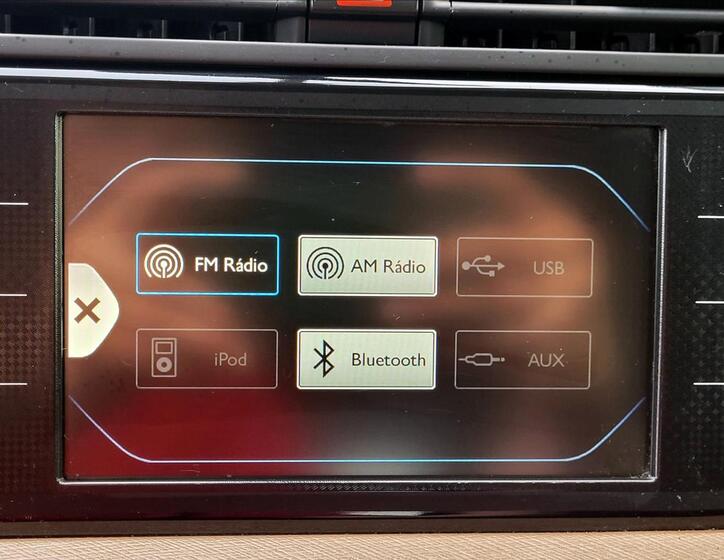 FM Rádio
AM Rádio
USB
iPod
Bluetooth
AUX